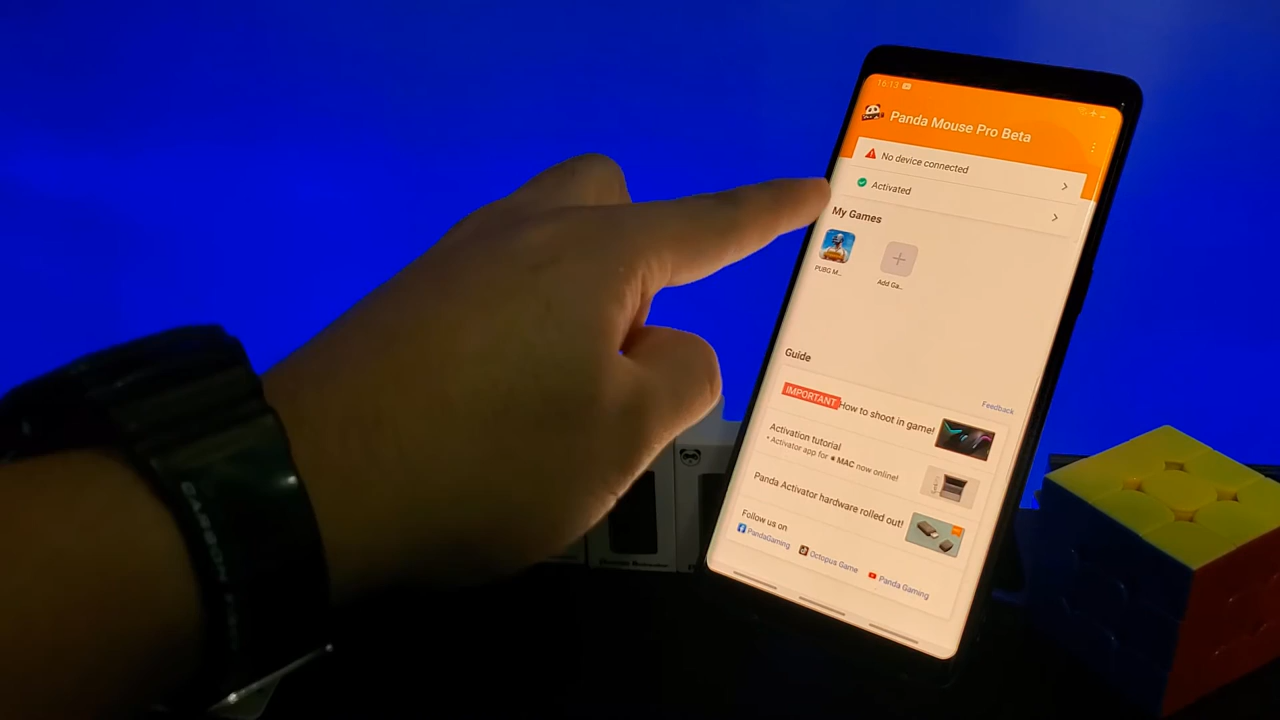 16:13
Panda Mouse Pro Beta
No device connected
Activated
My Games
PUBG M...
Add Ga...
Guide
Feedback
IMPORTANT How to shoot in game!
Activation tutorial
* Activator app for MAC now online!
Panda Activator hardware rolled out!
Follow us on
PandaGaming
Octopus Game
Panda Gaming